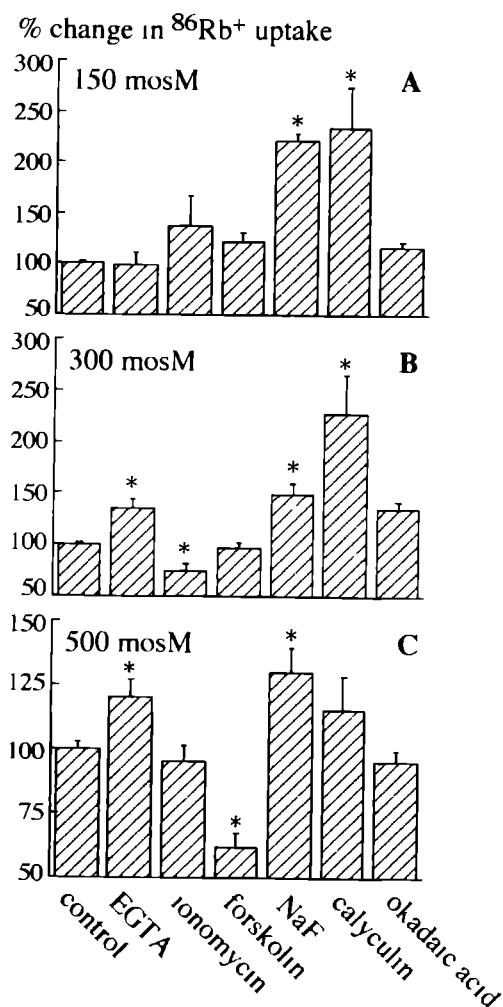 % change in ⁸⁶Rb⁺ uptake
300
150 mosM
A
250
*
*
200
150
100
50
300
300 mosM
B
250
*
200
*
*
150
*
100
50
150
500 mosM
C
*
*
125
100
*
75
50
control
EGTA
ionomycin
forskolin
NaF
calyculin
okadaic acid